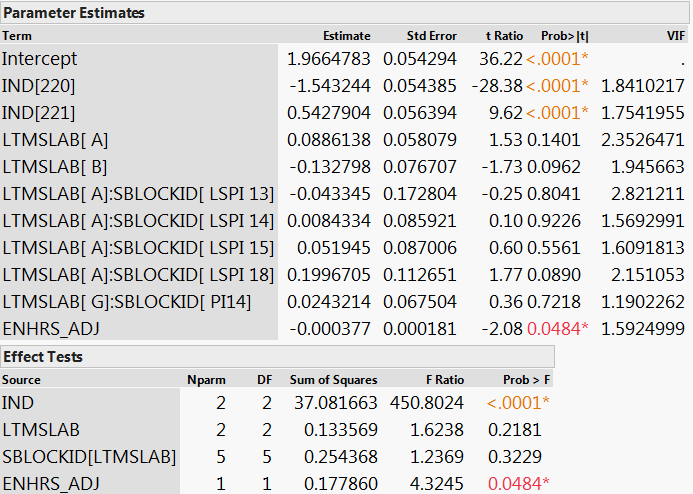 Parameter Estimates
Term Estimate Std Error t Ratio Prob>|t| VIF
Intercept 1.9664783 0.054294 36.22 <.0001* .
IND[220] -1.543244 0.054385 -28.38 <.0001* 1.8410217
IND[221] 0.5427904 0.056394 9.62 <.0001* 1.7541955
LTMSLAB[ A] 0.0886138 0.058079 1.53 0.1401 2.3526471
LTMSLAB[ B] -0.132798 0.076707 -1.73 0.0962 1.945663
LTMSLAB[ A]:SBLOCKID[ LSPI 13] -0.043345 0.172804 -0.25 0.8041 2.821211
LTMSLAB[ A]:SBLOCKID[ LSPI 14] 0.0084334 0.085921 0.10 0.9226 1.5692991
LTMSLAB[ A]:SBLOCKID[ LSPI 15] 0.051945 0.087006 0.60 0.5561 1.6091813
LTMSLAB[ A]:SBLOCKID[ LSPI 18] 0.1996705 0.112651 1.77 0.0890 2.151053
LTMSLAB[ G]:SBLOCKID[ PI14] 0.0243214 0.067504 0.36 0.7218 1.1902262
ENHRS_ADJ -0.000377 0.000181 -2.08 0.0484* 1.5924999
Effect Tests
Source Nparm DF Sum of Squares F Ratio Prob > F
IND 2 2 37.081663 450.8024 <.0001*
LTMSLAB 2 2 0.133569 1.6238 0.2181
SBLOCKID[LTMSLAB] 5 5 0.254368 1.2369 0.3229
ENHRS_ADJ 1 1 0.177860 4.3245 0.0484*